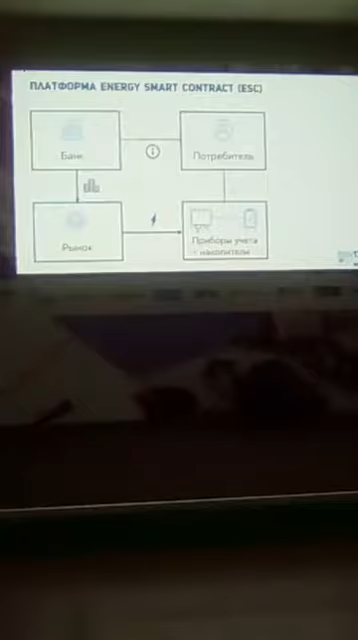 ПЛАТФОРМА ENERGY SMART CONTRACT (ESC)
Банк
Потребитель
Рынок
Приборы учета
- накопители